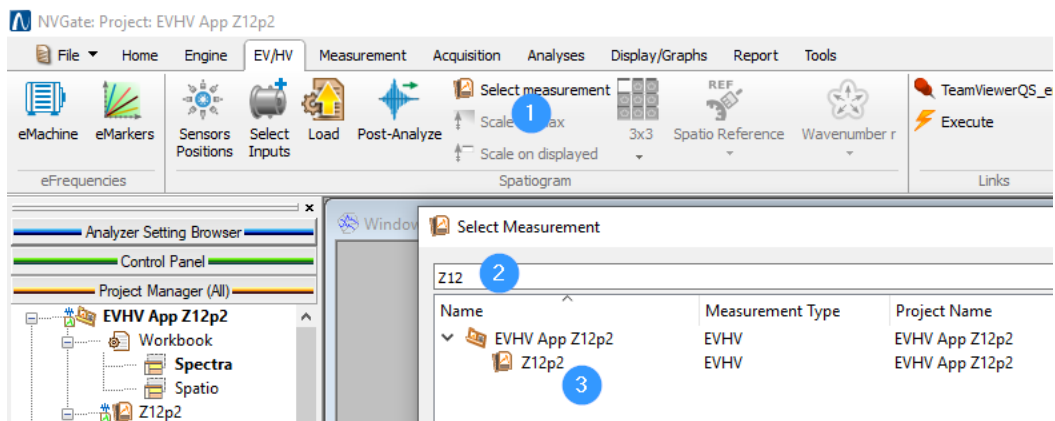 NVGate: Project: EVHV App Z12p2
File Home Engine EV/HV Measurement Acquisition Analyses Display/Graphs Report Tools
eMachine eMarkers Sensors Positions Select Inputs Load Post-Analyze
Select measurement
1
Scale
Scale on displayed
3x3 Spatio Reference Wavenumber r
REF
TeamViewerQS_e
Execute
eFrequencies Spatiogram Links
x
Analyzer Setting Browser
Control Panel
Project Manager (All)
EVHV App Z12p2
Workbook
Spectra
Spatio
Z12p2
Window
Select Measurement
Z12 2
Name Measurement Type Project Name
EVHV App Z12p2 EVHV EVHV App Z12p2
Z12p2 EVHV EVHV App Z12p2
3